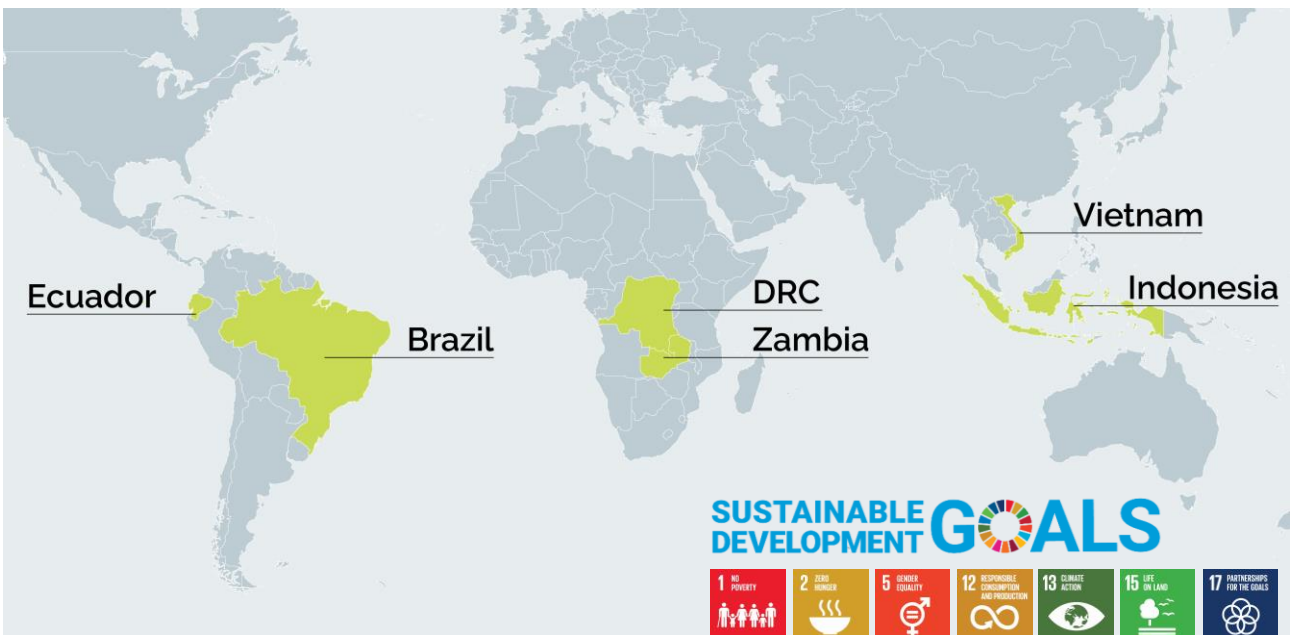 Vietnam
Ecuador
DRC
Indonesia
Brazil
Zambia
SUSTAINABLE
DEVELOPMENT
GOALS
1 NO
POVERTY
2 ZERO
HUNGER
5 GENDER
EQUALITY
12 RESPONSIBLE
CONSUMPTION
AND PRODUCTION
13 CLIMATE
ACTION
15 LIFE
ON LAND
17 PARTNERSHIPS
FOR THE GOALS